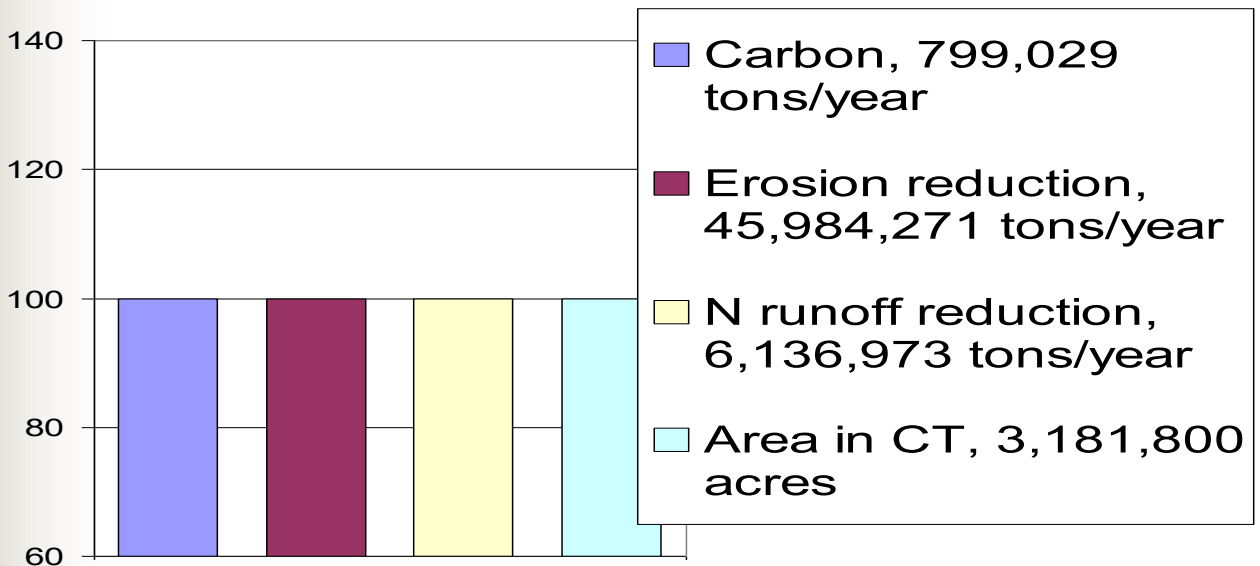 140
120
100
80
60
Carbon, 799,029
tons/year
Erosion reduction,
45,984,271 tons/year
N runoff reduction,
6,136,973 tons/year
Area in CT, 3,181,800
acres